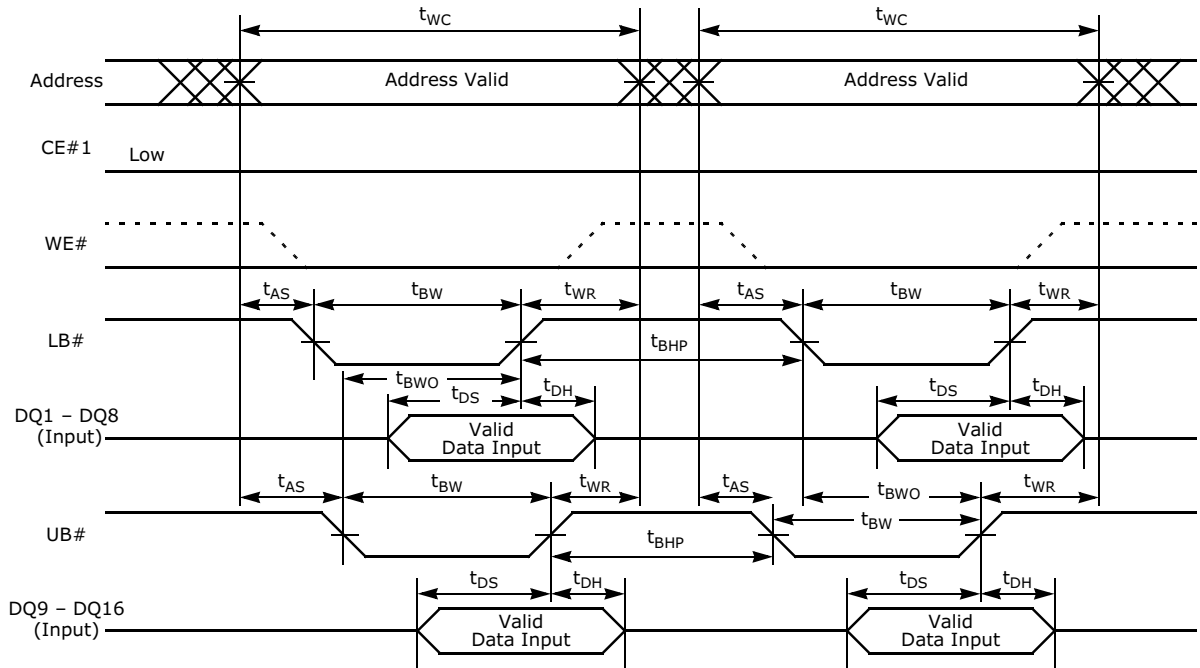 tWC tWC
Address Address Valid Address Valid
CE#1 Low
WE#
tAS tBW tWR tAS tBW tWR
LB# tBHP
tBWO
tDS tDH tDS tDH
DQ1 – DQ8
(Input)
Valid
Data Input
Valid
Data Input
tAS tBW tWR tAS tBWO tWR
tBW
UB# tBHP
tDS tDH tDS tDH
DQ9 – DQ16
(Input)
Valid
Data Input
Valid
Data Input